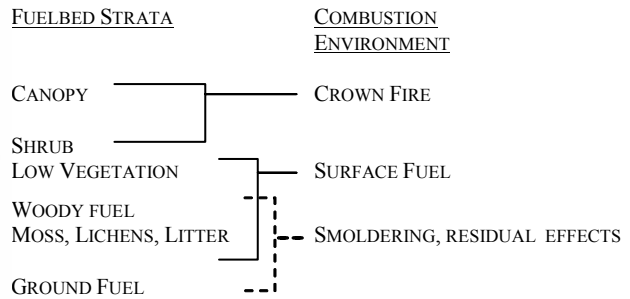 FUELBED STRATA
COMBUSTION
ENVIRONMENT
CANOPY
CROWN FIRE
SHRUB
LOW VEGETATION
SURFACE FUEL
WOODY FUEL
MOSS, LICHENS, LITTER
SMOLDERING, RESIDUAL EFFECTS
GROUND FUEL